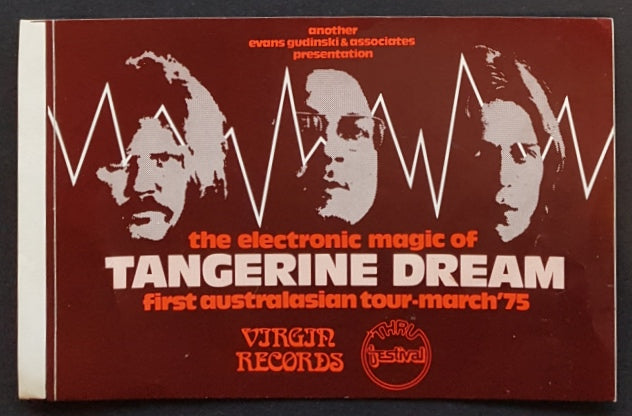 another
evans gudinski & associates
presentation
the electronic magic of
TANGERINE DREAM
first australasian tour-march'75
VIRGIN
RECORDS
THRU
festival